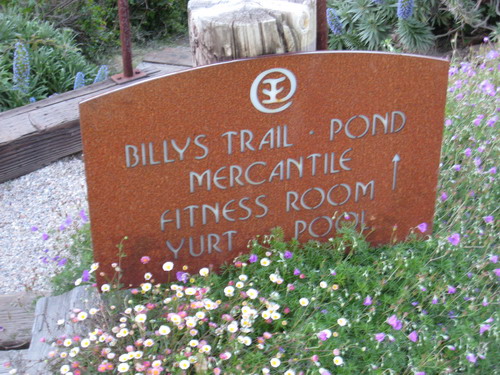 BILLYS TRAIL · POND
MERCANTILE
FITNESS ROOM ↑
YURT POOL